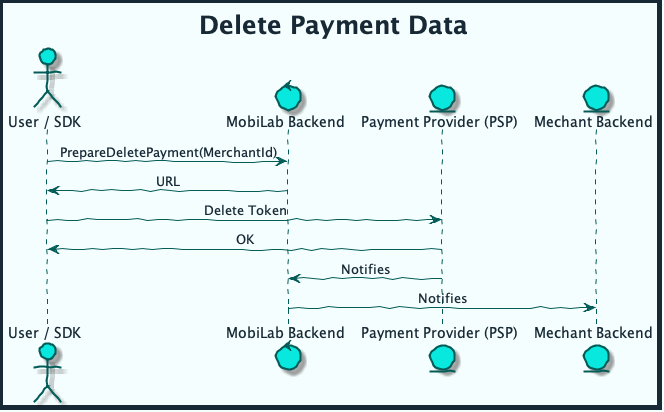 Delete Payment Data
User / SDK
MobiLab Backend
Payment Provider (PSP)
Mechant Backend
PrepareDeletePayment(MerchantId)
URL
Delete Token
OK
Notifies
Notifies
User / SDK
MobiLab Backend
Payment Provider (PSP)
Mechant Backend